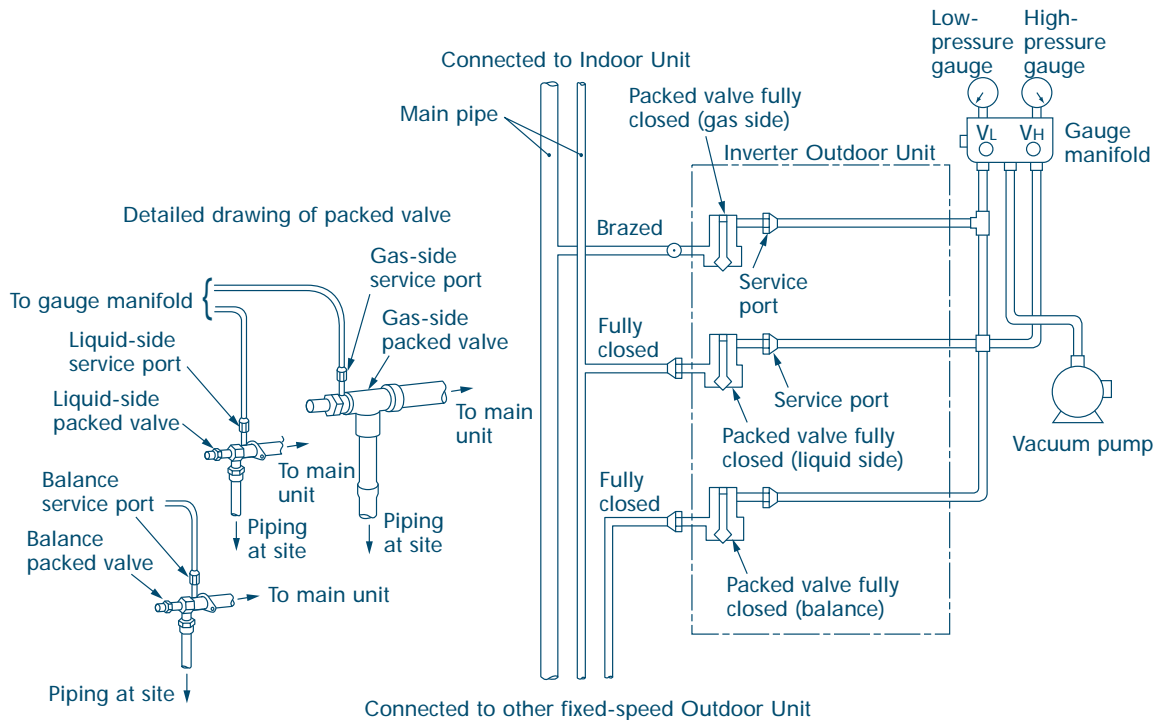 Low-
pressure
gauge
High-
pressure
gauge
Connected to Indoor Unit
Packed valve fully
closed (gas side)
Main pipe
VL
VH
Gauge
manifold
Inverter Outdoor Unit
Detailed drawing of packed valve
Brazed
Gas-side
service port
To gauge manifold
Service
port
Gas-side
packed valve
Fully
closed
Liquid-side
service port
Liquid-side
packed valve
To main
unit
Service port
Packed valve fully
closed (liquid side)
Vacuum pump
To main
unit
Balance
service port
Fully
closed
Piping
at site
Piping
at site
Balance
packed valve
To main unit
Packed valve fully
closed (balance)
Piping at site
Connected to other fixed-speed Outdoor Unit